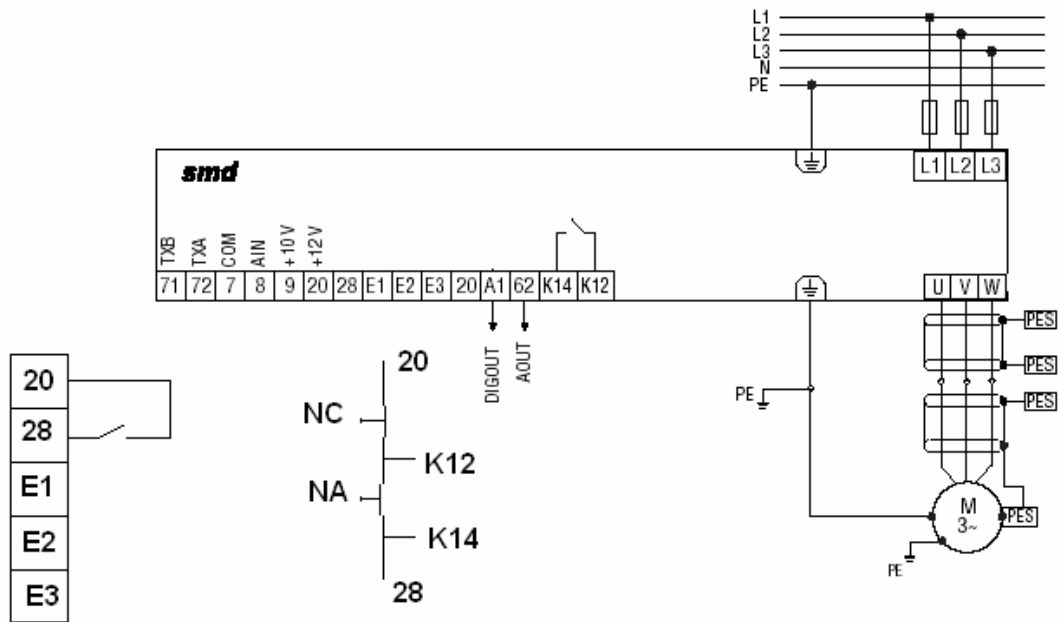 L1
L2
L3
N
PE
smd
L1 L2 L3
TXB
TXA
COM
AIN
+10V
+12V
71 72 7 8 9 20 28 E1 E2 E3 20 A1 62 K14 K12
U V W
DIGOUT
AOUT
PES
PES
PE
PES
M
3~
PES
PE
20
28
E1
E2
E3
20
NC
K12
NA
K14
28